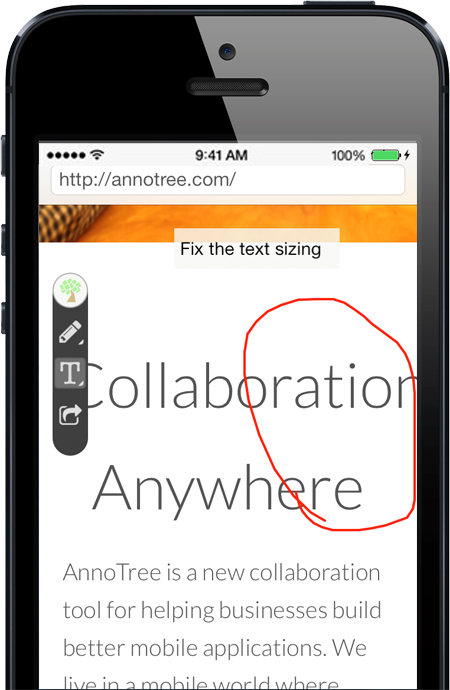 9:41 AM 100%
http://annotree.com/
Fix the text sizing
T
Collaboration
Anywhere
AnnoTree is a new collaboration
tool for helping businesses build
better mobile applications. We
live in a mobile world where